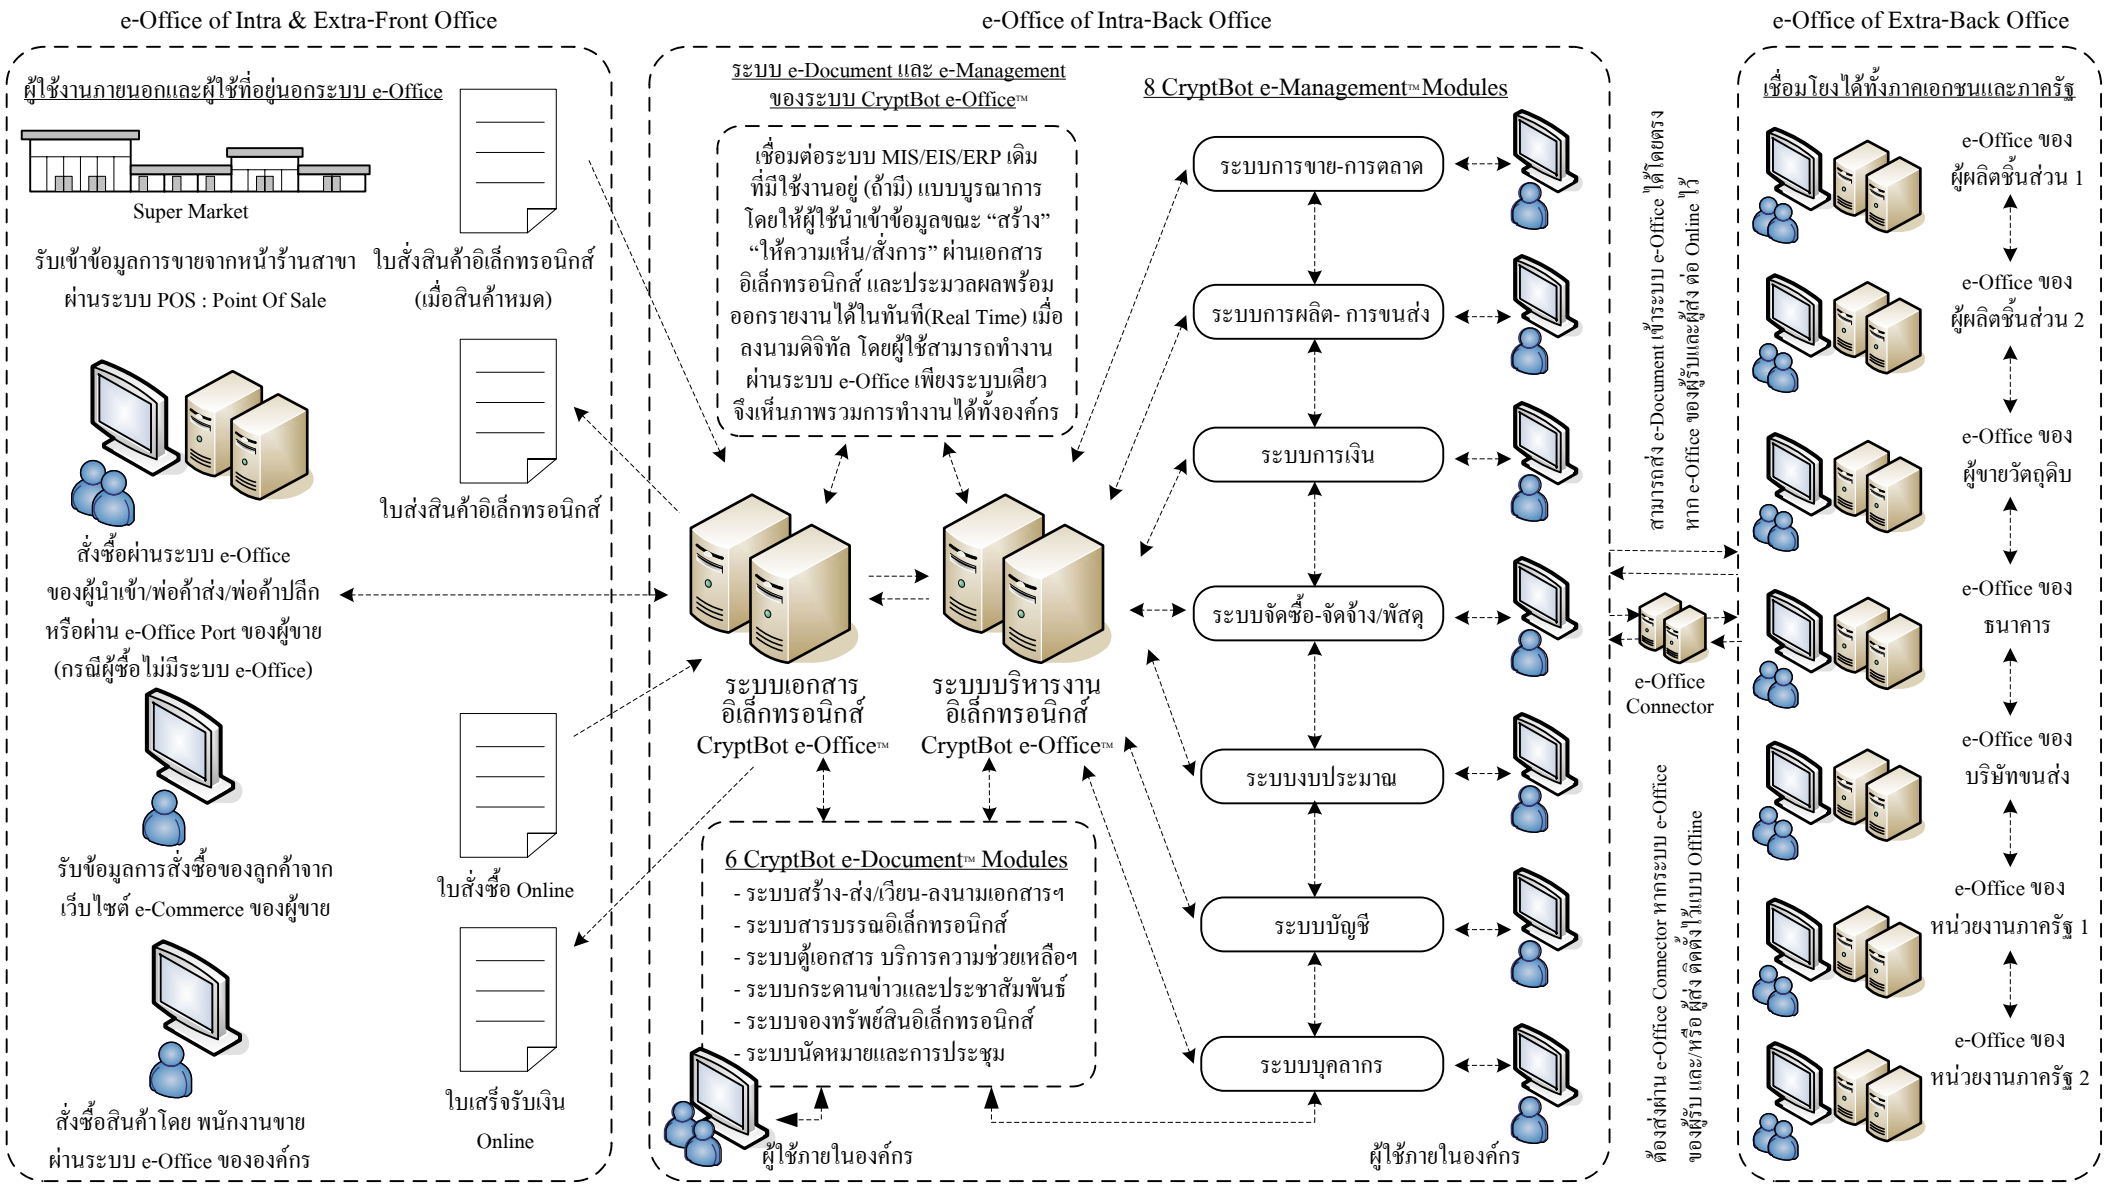 e-Office of Intra & Extra-Front Office
ผู้ใช้งานภายนอกและผู้ใช้ที่อยู่นอกระบบ e-Office
Super Market
รับเข้าข้อมูลการขายจากหน้าร้านสาขา
ผ่านระบบ POS : Point Of Sale
ใบสั่งสินค้าอิเล็กทรอนิกส์
(เมื่อสินค้าหมด)
ใบส่งสินค้าอิเล็กทรอนิกส์
สั่งซื้อผ่านระบบ e-Office
ของผู้นำเข้า/พ่อค้าส่ง/พ่อค้าปลีก
หรือผ่าน e-Office Port ของผู้ขาย
(กรณีผู้ซื้อไม่มีระบบ e-Office)
ใบสั่งซื้อ Online
รับข้อมูลการสั่งซื้อของลูกค้าจาก
เว็บไซต์ e-Commerce ของผู้ขาย
ใบเสร็จรับเงิน
Online
สั่งซื้อสินค้าโดย พนักงานขาย
ผ่านระบบ e-Office ขององค์กร
e-Office of Intra-Back Office
ระบบ e-Document และ e-Management
ของระบบ CryptBot e-Office™
เชื่อมต่อระบบ MIS/EIS/ERP เดิม
ที่มีใช้งานอยู่ (ถ้ามี) แบบบูรณาการ
โดยให้ผู้ใช้นำเข้าข้อมูลขณะ “สร้าง”
“ให้ความเห็น/สั่งการ” ผ่านเอกสาร
อิเล็กทรอนิกส์ และประมวลผลพร้อม
ออกรายงานได้ในทันที(Real Time) เมื่อ
ลงนามดิจิทัล โดยผู้ใช้สามารถทำงาน
ผ่านระบบ e-Office เพียงระบบเดียว
จึงเห็นภาพรวมการทำงานได้ทั้งองค์กร
ระบบเอกสาร
อิเล็กทรอนิกส์
CryptBot e-Office™
ระบบบริหารงาน
อิเล็กทรอนิกส์
CryptBot e-Office™
6 CryptBot e-Document™ Modules
- ระบบสร้าง-ส่ง/เวียน-ลงนามเอกสารฯ
- ระบบสารบรรณอิเล็กทรอนิกส์
- ระบบตู้เอกสาร บริการความช่วยเหลือฯ
- ระบบกระดานข่าวและประชาสัมพันธ์
- ระบบจองทรัพย์สินอิเล็กทรอนิกส์
- ระบบนัดหมายและการประชุม
ผู้ใช้ภายในองค์กร
8 CryptBot e-Management™ Modules
ระบบการขาย-การตลาด
ระบบการผลิต- การขนส่ง
ระบบการเงิน
ระบบจัดซื้อ-จัดจ้าง/พัสดุ
ระบบงบประมาณ
ระบบบัญชี
ระบบบุคลากร
ผู้ใช้ภายในองค์กร
สามารถส่ง e-Document เข้าระบบ e-Office ได้โดยตรง
หาก e-Office ของผู้รับและผู้ส่ง ต่อ Online ไว้
e-Office
Connector
ต้องส่งผ่าน e-Office Connector หากระบบ e-Office
ของผู้รับ และ/หรือ ผู้ส่ง ติดตั้งไว้แบบ Offline
e-Office of Extra-Back Office
เชื่อมโยงได้ทั้งภาคเอกชนและภาครัฐ
e-Office ของ
ผู้ผลิตชิ้นส่วน 1
e-Office ของ
ผู้ผลิตชิ้นส่วน 2
e-Office ของ
ผู้ขายวัตถุดิบ
e-Office ของ
ธนาคาร
e-Office ของ
บริษัทขนส่ง
e-Office ของ
หน่วยงานภาครัฐ 1
e-Office ของ
หน่วยงานภาครัฐ 2